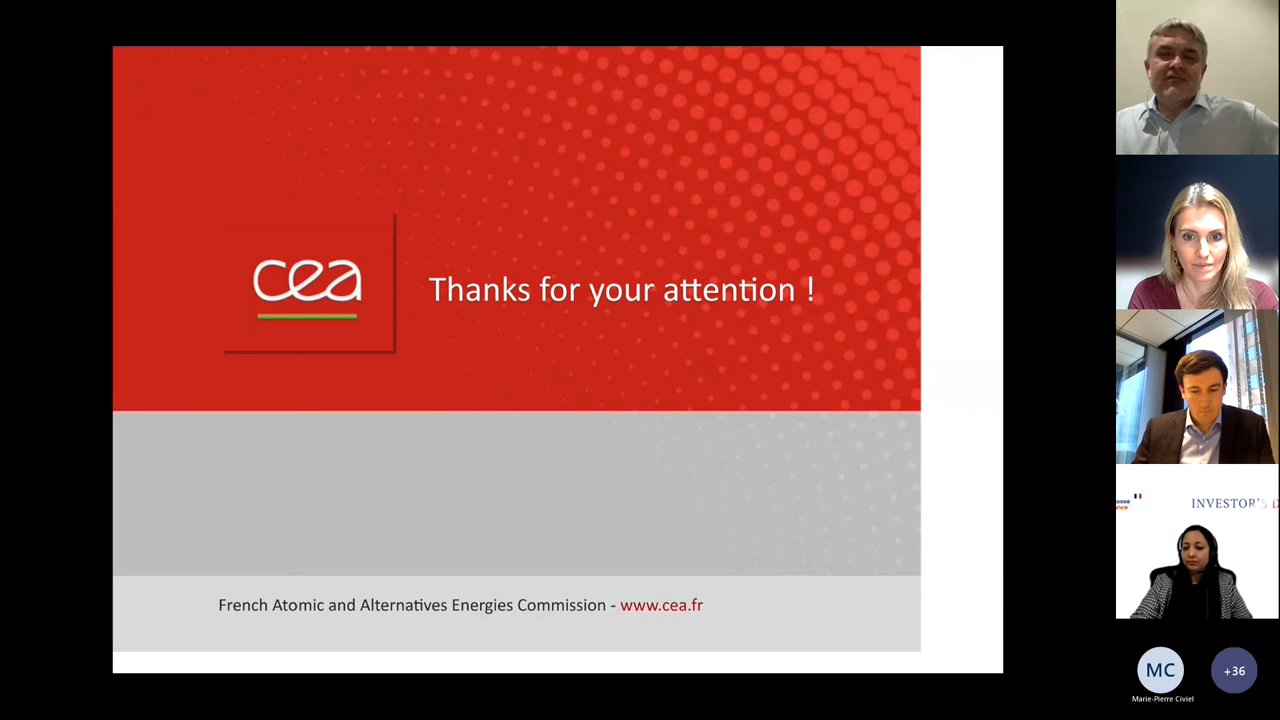 cea
Thanks for your attention !
French Atomic and Alternatives Energies Commission - www.cea.fr
INVESTOR'S D
MC
+36
Marie-Pierre Civiel